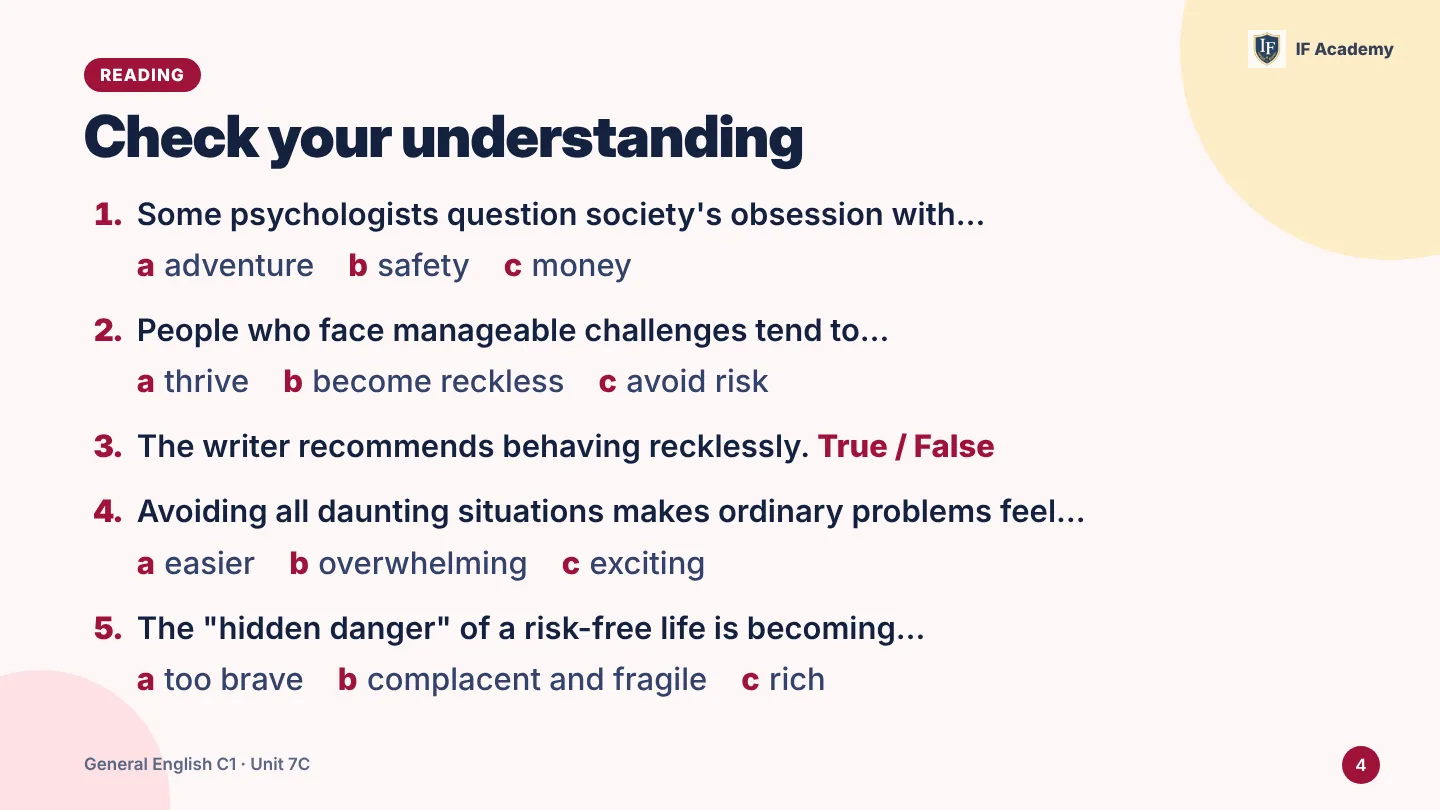 IF IF Academy
READING
Check your understanding
1. Some psychologists question society's obsession with...
a adventure b safety c money
2. People who face manageable challenges tend to...
a thrive b become reckless c avoid risk
3. The writer recommends behaving recklessly. True / False
4. Avoiding all daunting situations makes ordinary problems feel...
a easier b overwhelming c exciting
5. The "hidden danger" of a risk-free life is becoming...
a too brave b complacent and fragile c rich
General English C1 · Unit 7C
4